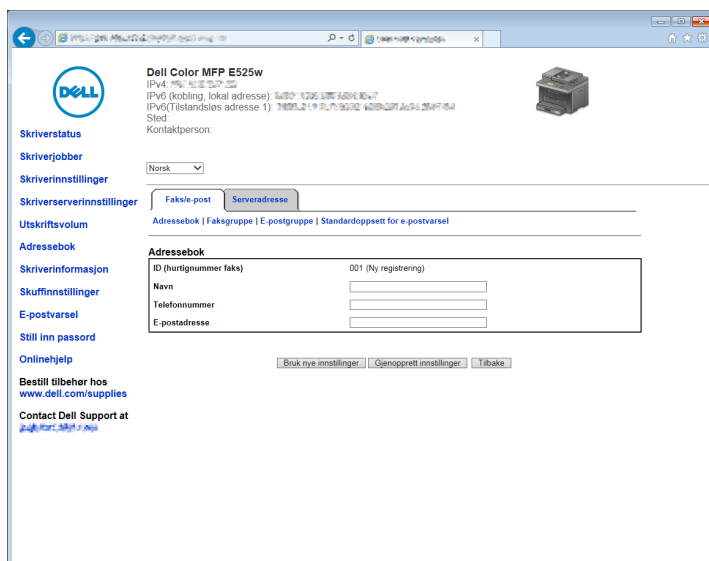 DELL
Dell Color MFP E525w
IPv4:
IPv6 (kobling, lokal adresse):
IPv6(Tilstandsløs adresse 1):
Sted:
Kontaktperson:
Norsk
Skriverstatus
Skriverjobber
Skriverinnstillinger
Skriverserverinnstillinger
Utskriftsvolum
Adressebok
Skriverinformasjon
Skuffinnstillinger
E-postvarsel
Still inn passord
Onlinehjelp
Bestill tilbehør hos
www.dell.com/supplies
Contact Dell Support at
Faks/e-post Serveradresse
Adressebok | Faksgruppe | E-postgruppe | Standardoppsett for e-postvarsel
Adressebok
ID (hurtignummer faks) 001 (Ny registrering)
Navn
Telefonnummer
E-postadresse
Bruk nye innstillinger Gjenopprett innstillinger Tilbake